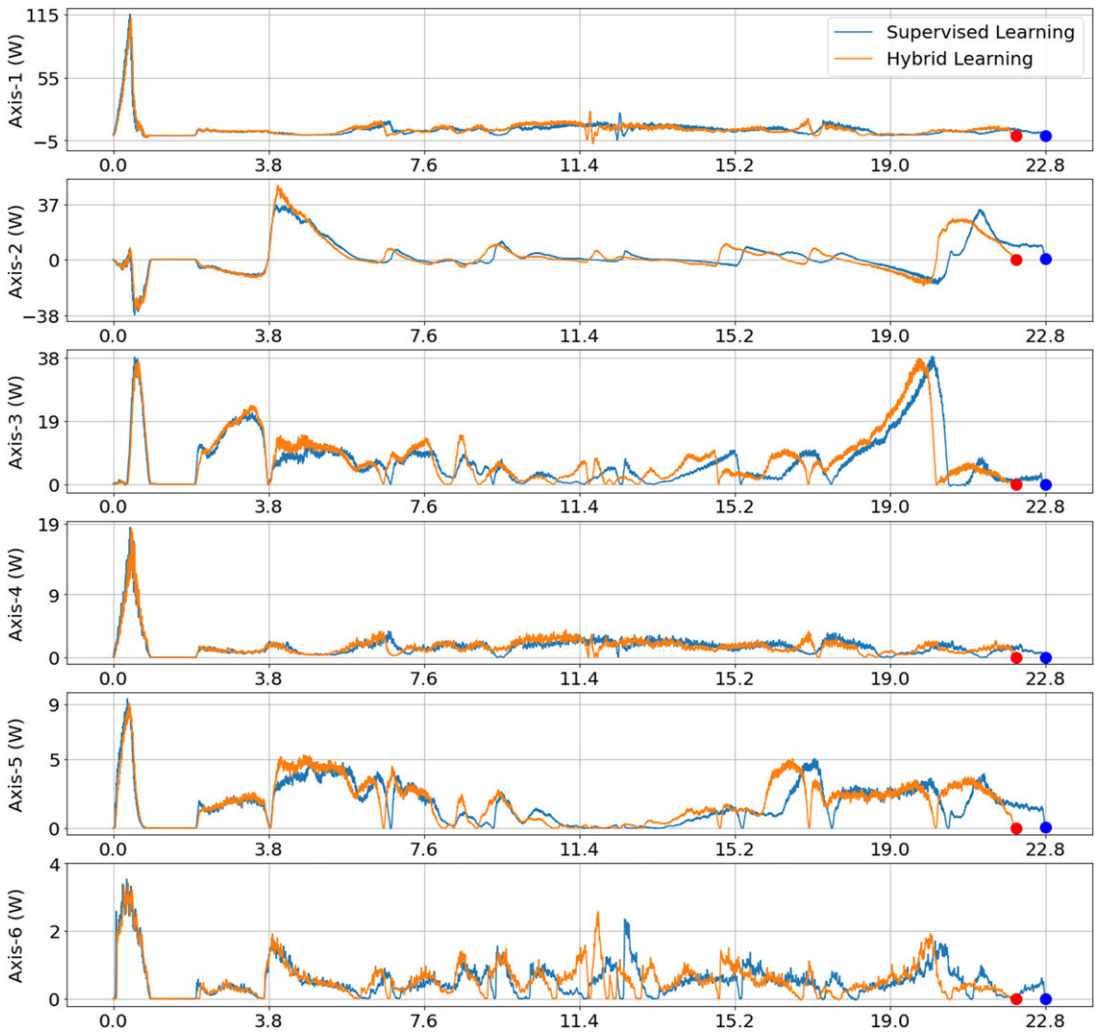 115
55
−5
Axis-1 (W)
Supervised Learning
Hybrid Learning
0.0 3.8 7.6 11.4 15.2 19.0 22.8
37
0
−38
Axis-2 (W)
0.0 3.8 7.6 11.4 15.2 19.0 22.8
38
19
0
Axis-3 (W)
0.0 3.8 7.6 11.4 15.2 19.0 22.8
19
9
0
Axis-4 (W)
0.0 3.8 7.6 11.4 15.2 19.0 22.8
9
5
0
Axis-5 (W)
0.0 3.8 7.6 11.4 15.2 19.0 22.8
4
2
0
Axis-6 (W)
0.0 3.8 7.6 11.4 15.2 19.0 22.8